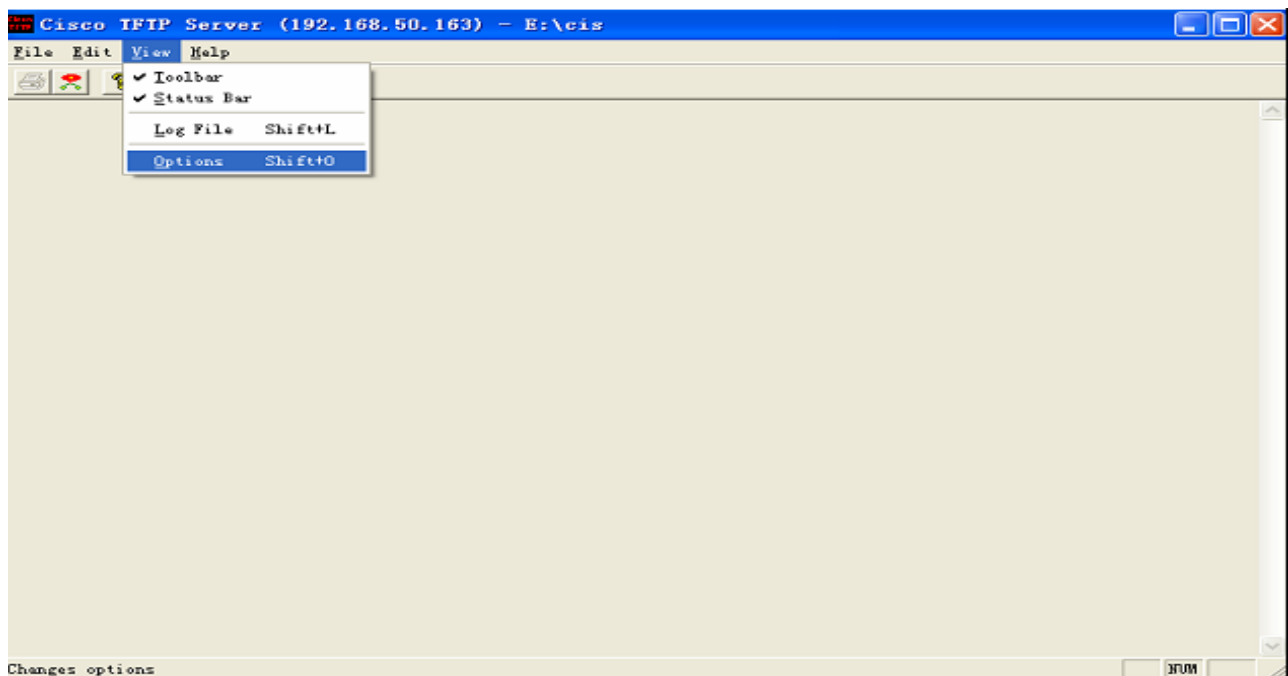 Cisco TFTP Server (192.168.50.163) - E:\cis
File Edit View Help
Toolbar
Status Bar
Log File Shift+L
Options Shift+O
Changes options
NUM